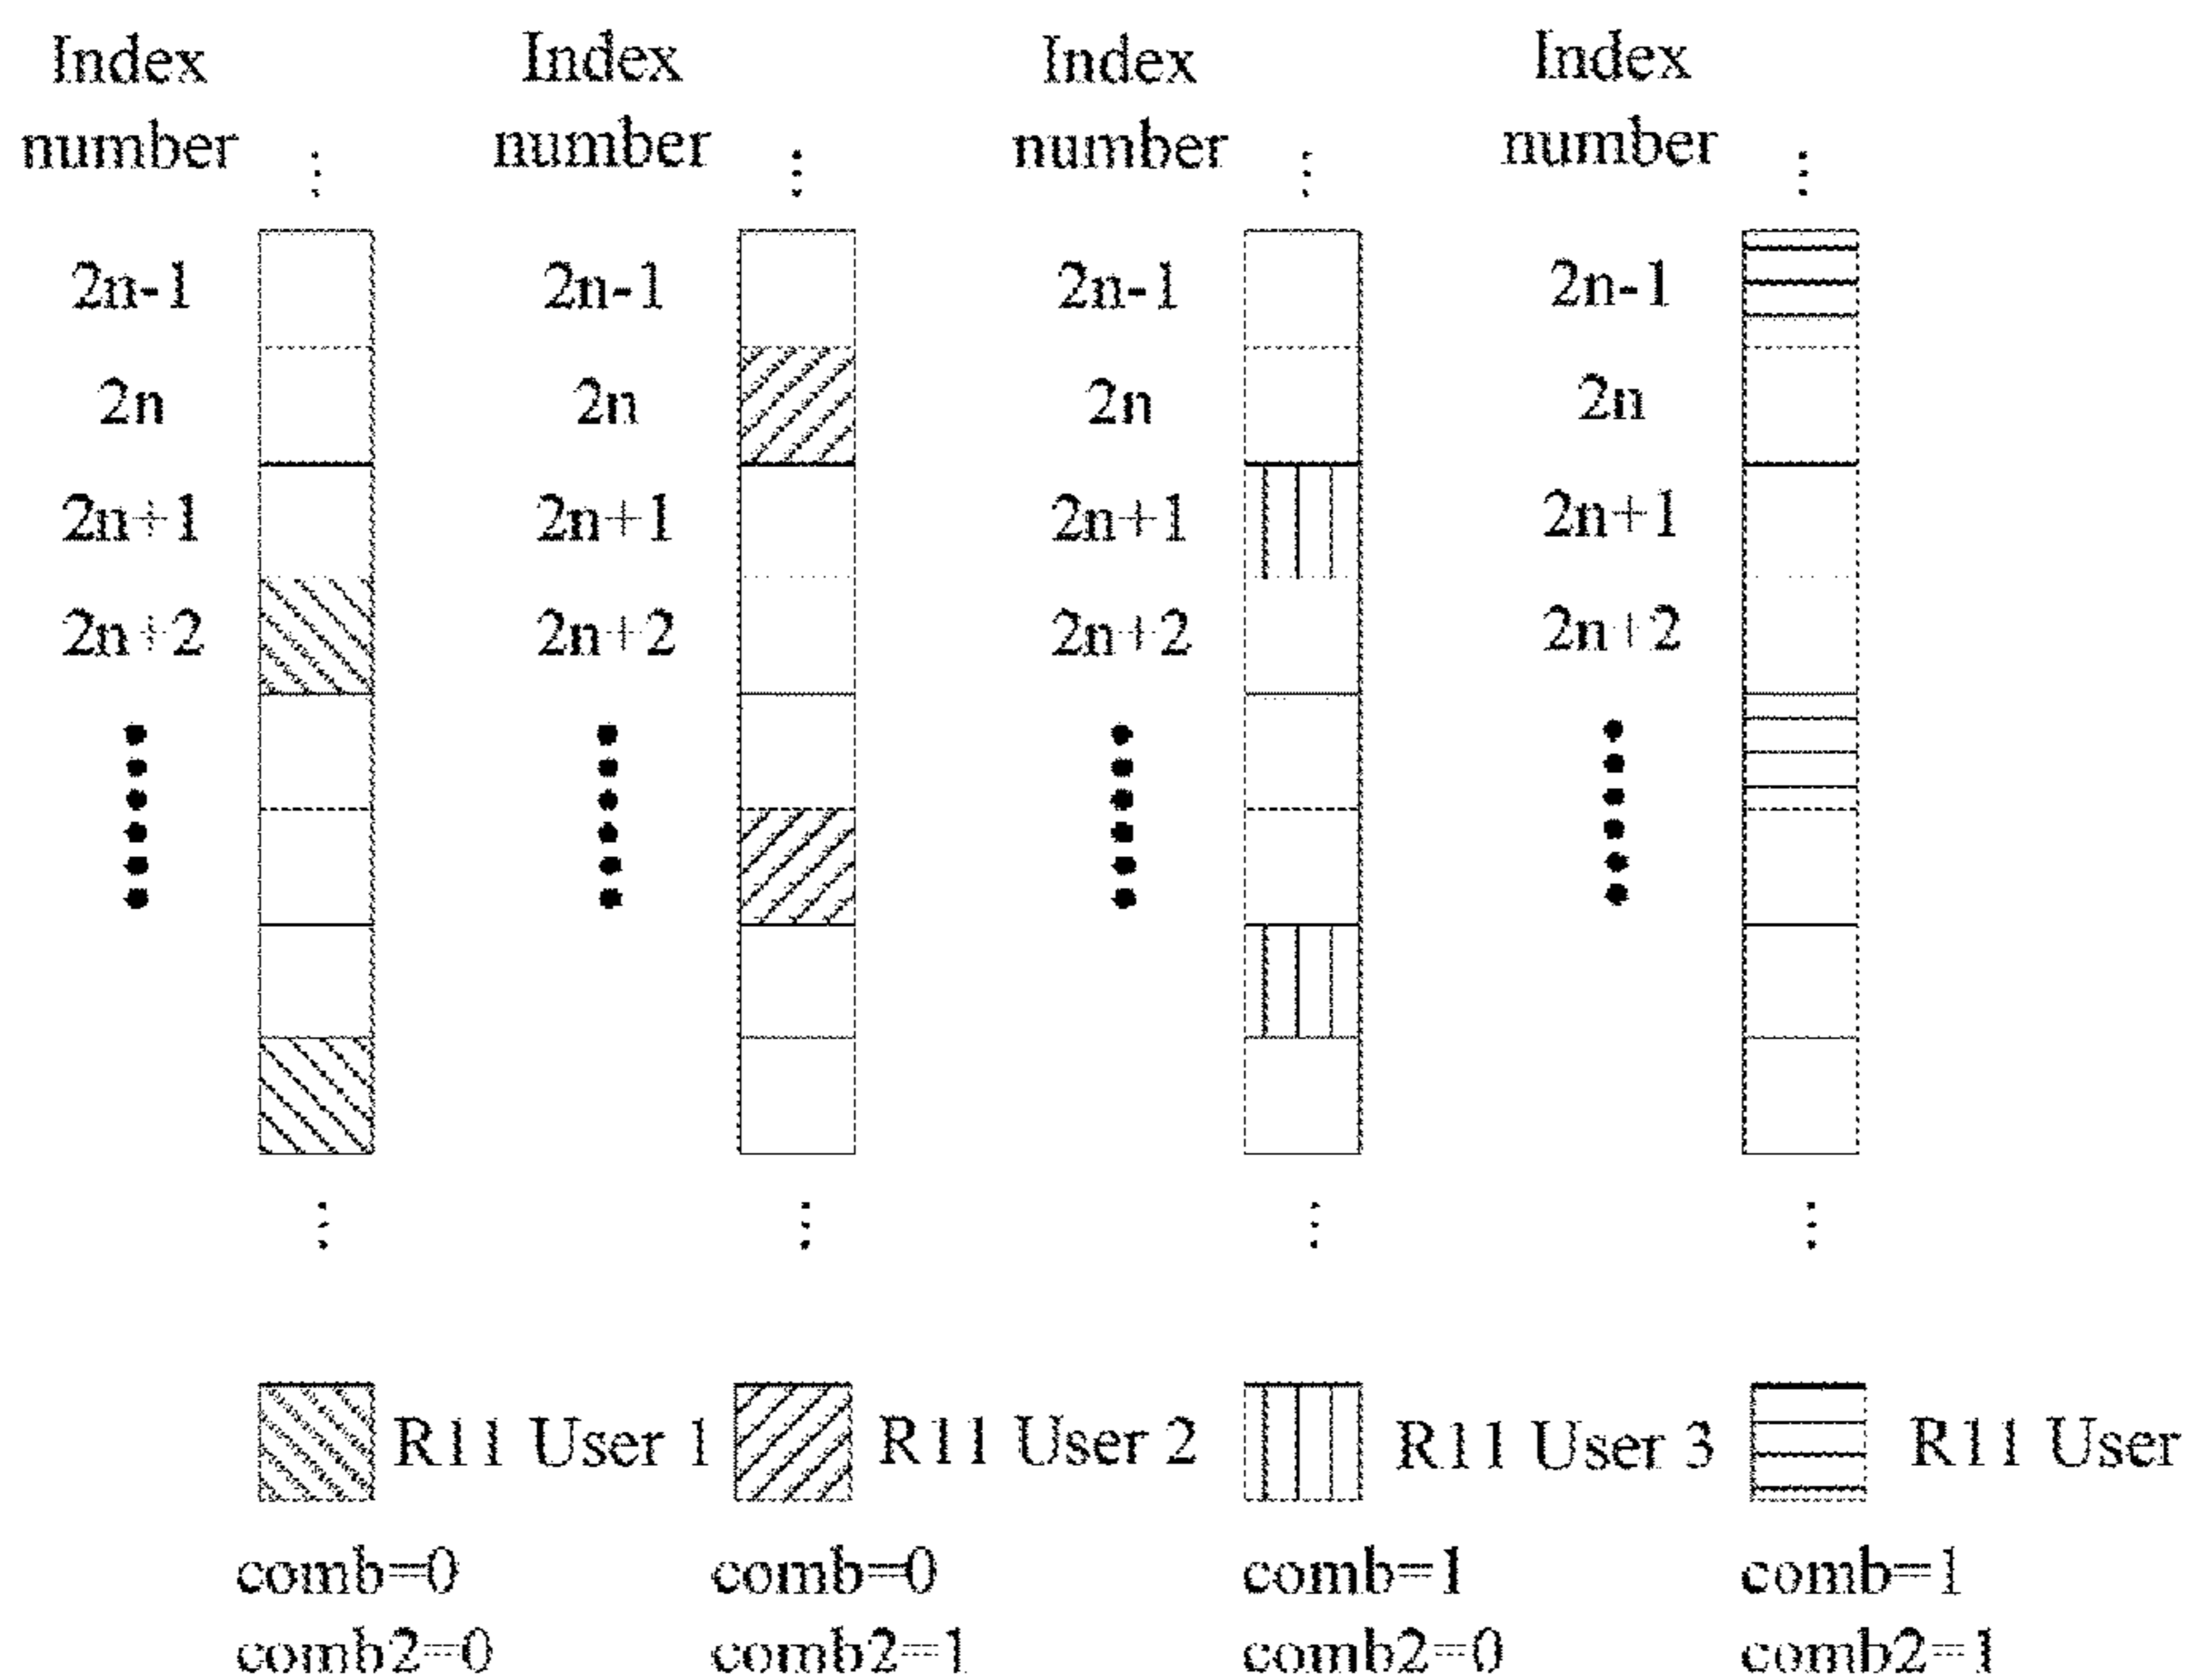 Index number
Index number
Index number
Index number
2n-1
2n
2n+1
2n+2
2n-1
2n
2n+1
2n+2
2n-1
2n
2n+1
2n+2
2n-1
2n
2n+1
2n+2
R11 User 1
R11 User 2
R11 User 3
R11 User
comb=0
comb2=0
comb=0
comb2=1
comb=1
comb2=0
comb=1
comb2=1